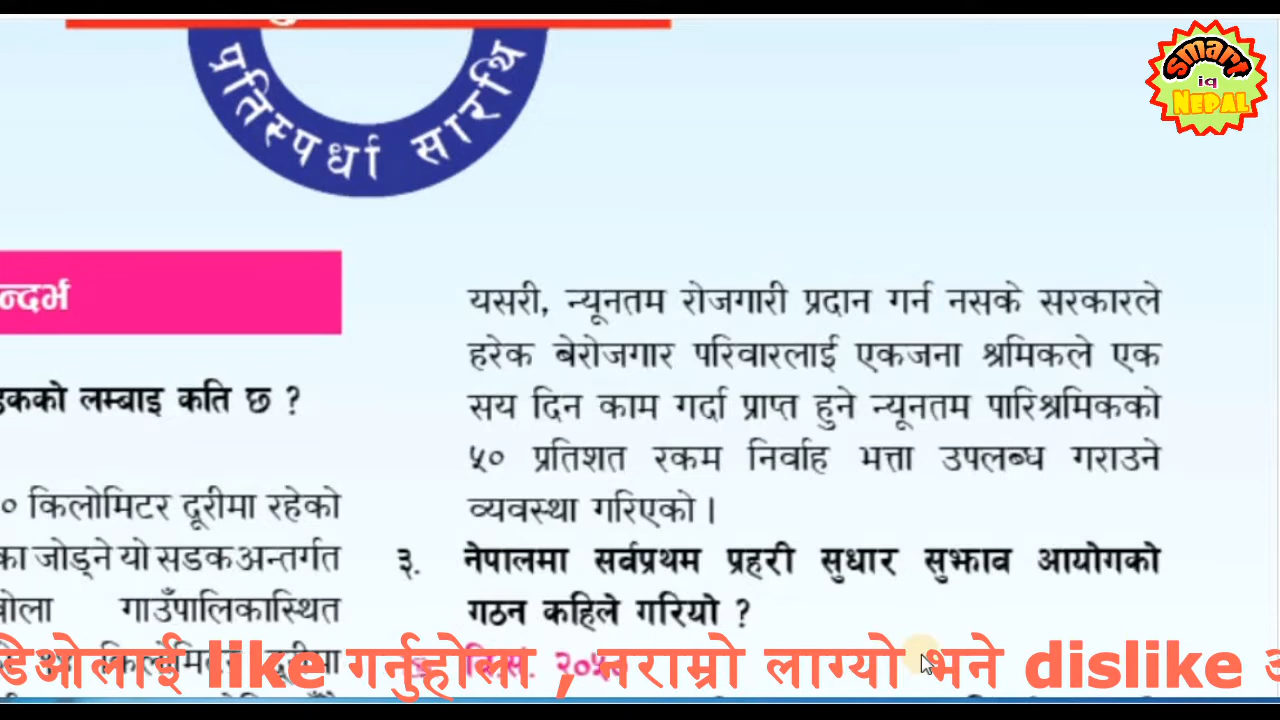 प्रतिस्पर्धा सारथि
smart
iq
NEPAL
न्दर्भ
लम्बाइ कति छ ?
० किलोमिटर दूरीमा रहेको
जोड्ने यो सडकअन्तर्गत
गाउँपालिकास्थित
यसरी, न्यूनतम रोजगारी प्रदान गर्न नसके सरकारले
हरेक बेरोजगार परिवारलाई एकजना श्रमिकले एक
सय दिन काम गर्दा प्राप्त हुने न्यूनतम पारिश्रमिकको
५० प्रतिशत रकम निर्वाह भत्ता उपलब्ध गराउने
व्यवस्था गरिएको ।
३. नेपालमा सर्वप्रथम प्रहरी सुधार सुझाव आयोगको
गठन कहिले गरियो ?
डिओलाई like गर्नुहोला , नराम्रो लाग्यो भने dislike